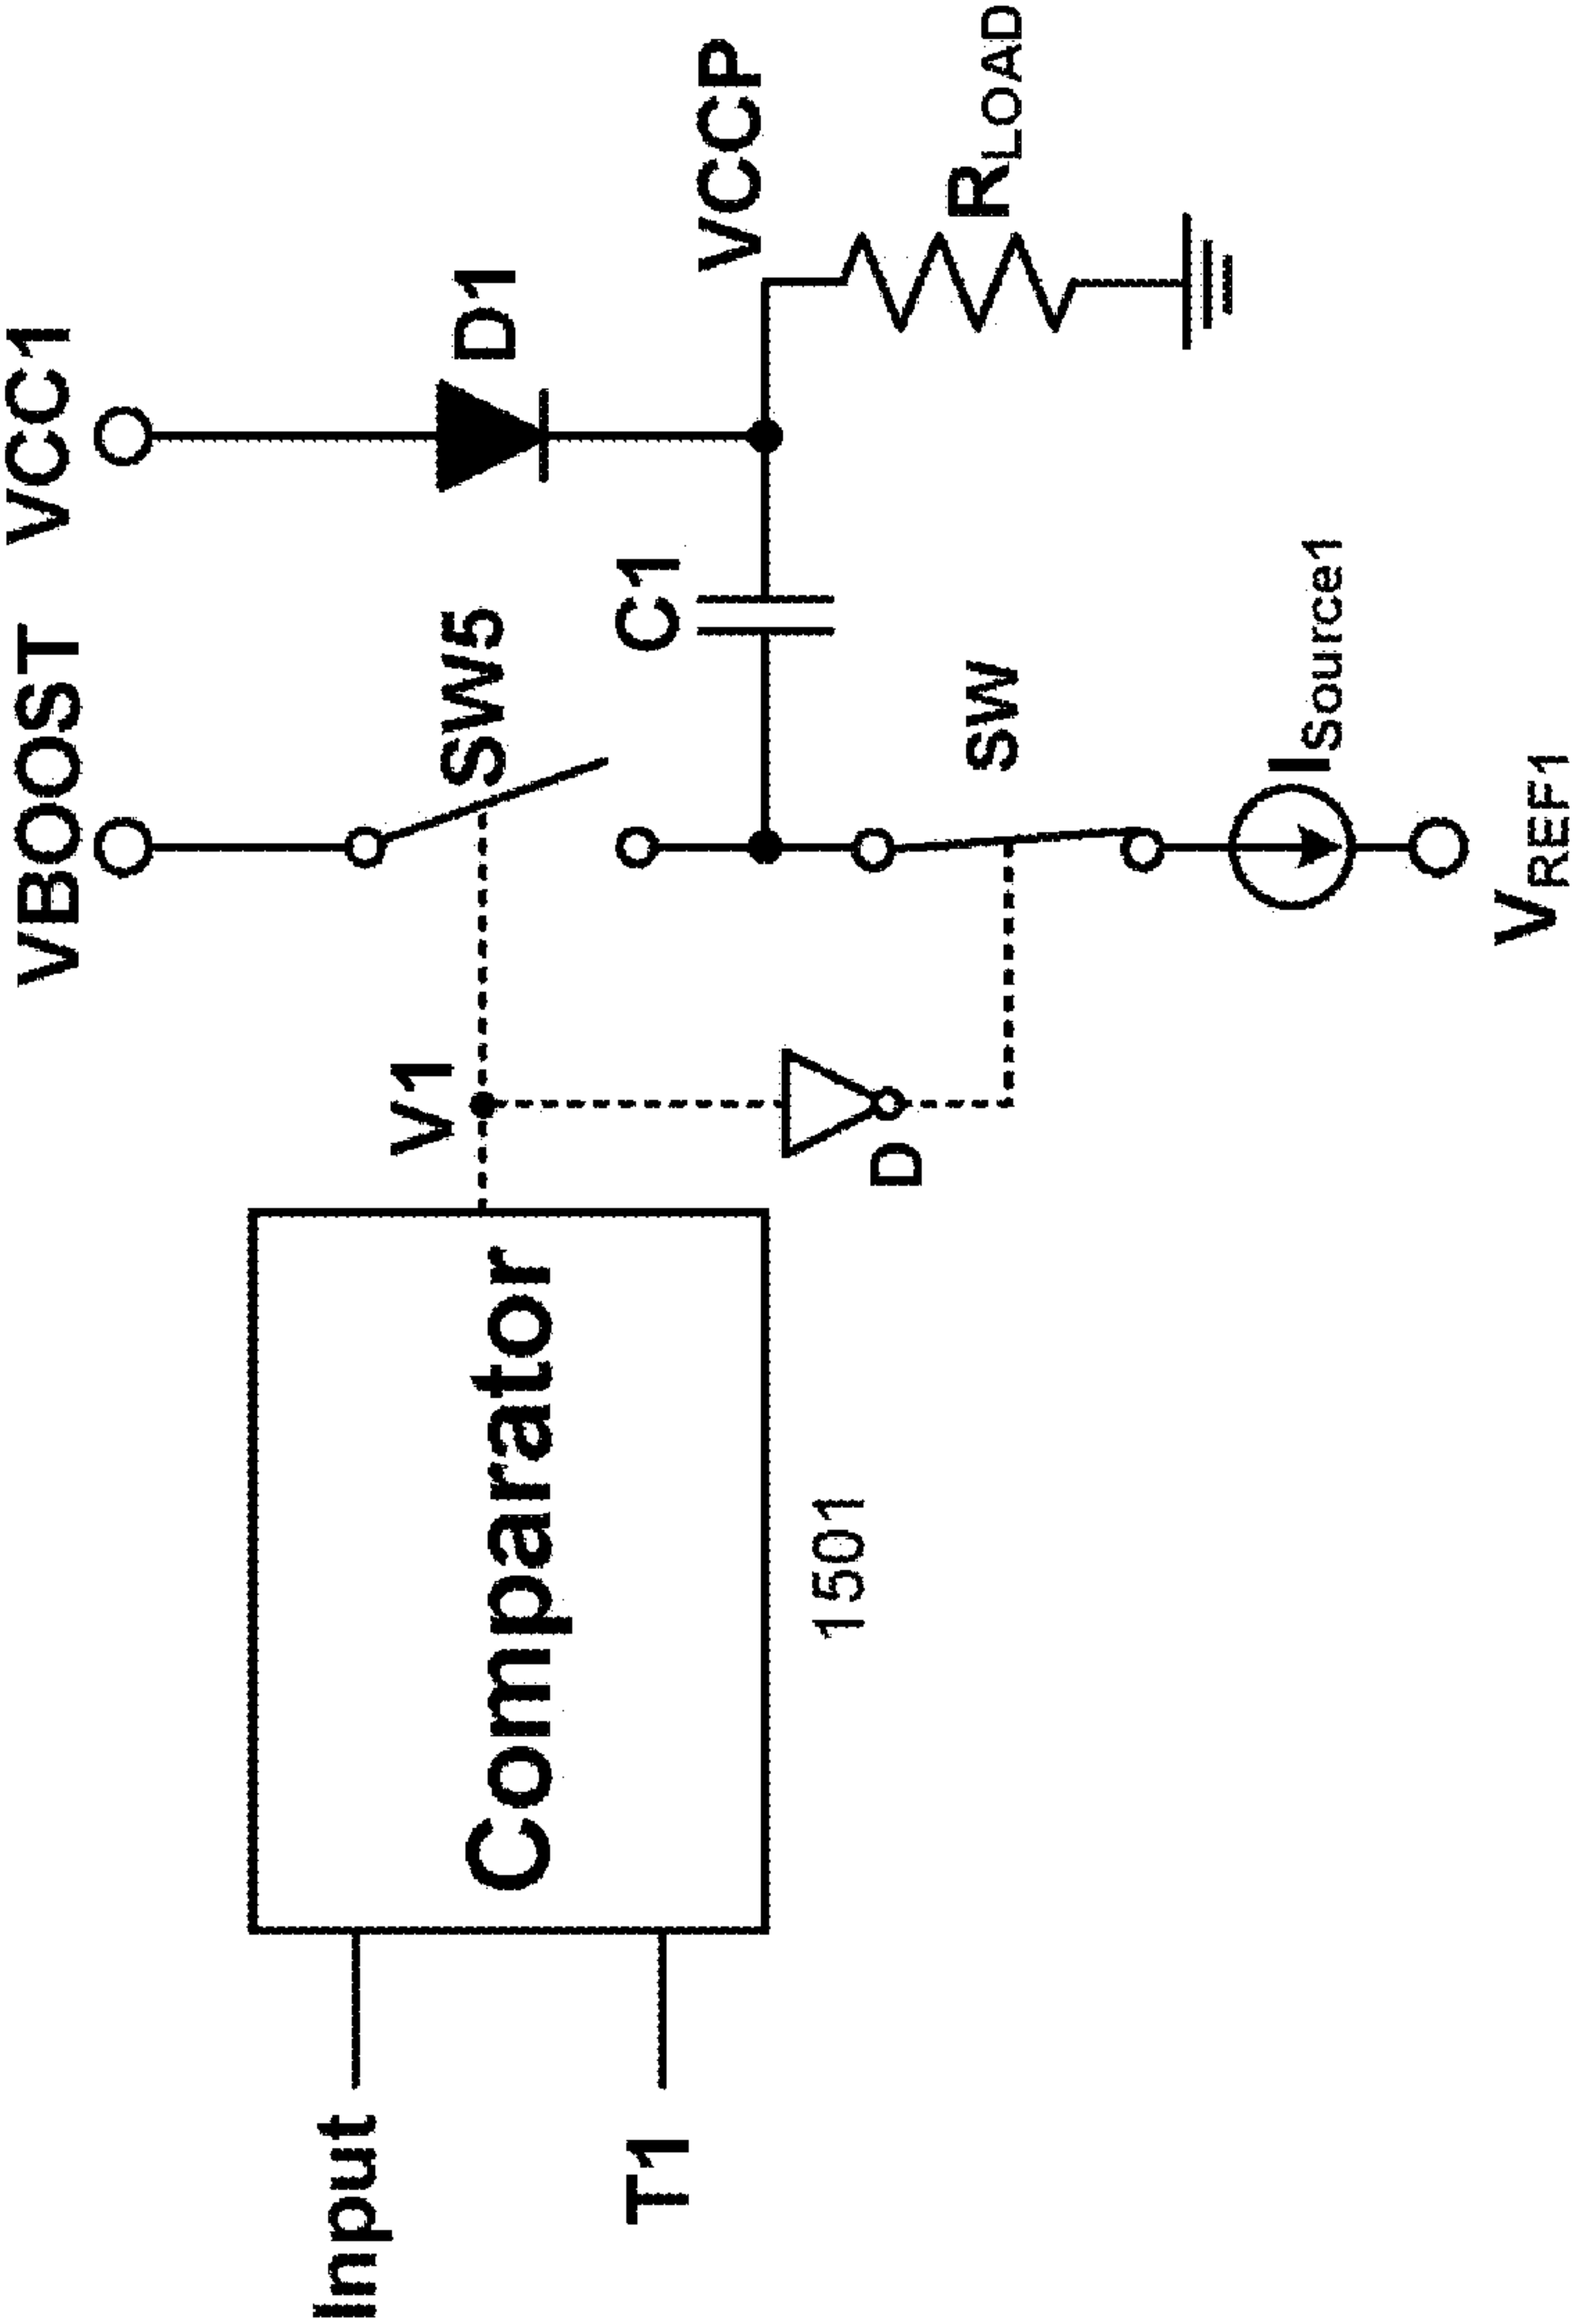 VBOOST
VCC1
V1
SW5
D1
C1
VCCP
Input
Comparator
T1
1501
D
SW
RLOAD
ISource1
VREF1